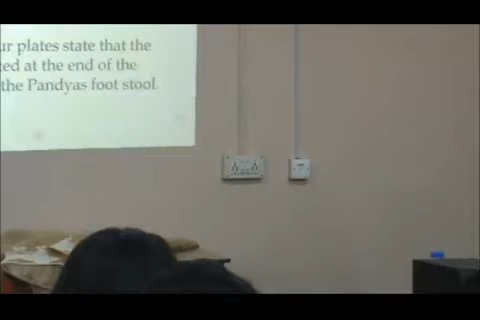 ur plates state that the
ted at the end of the
the Pandyas foot stool.